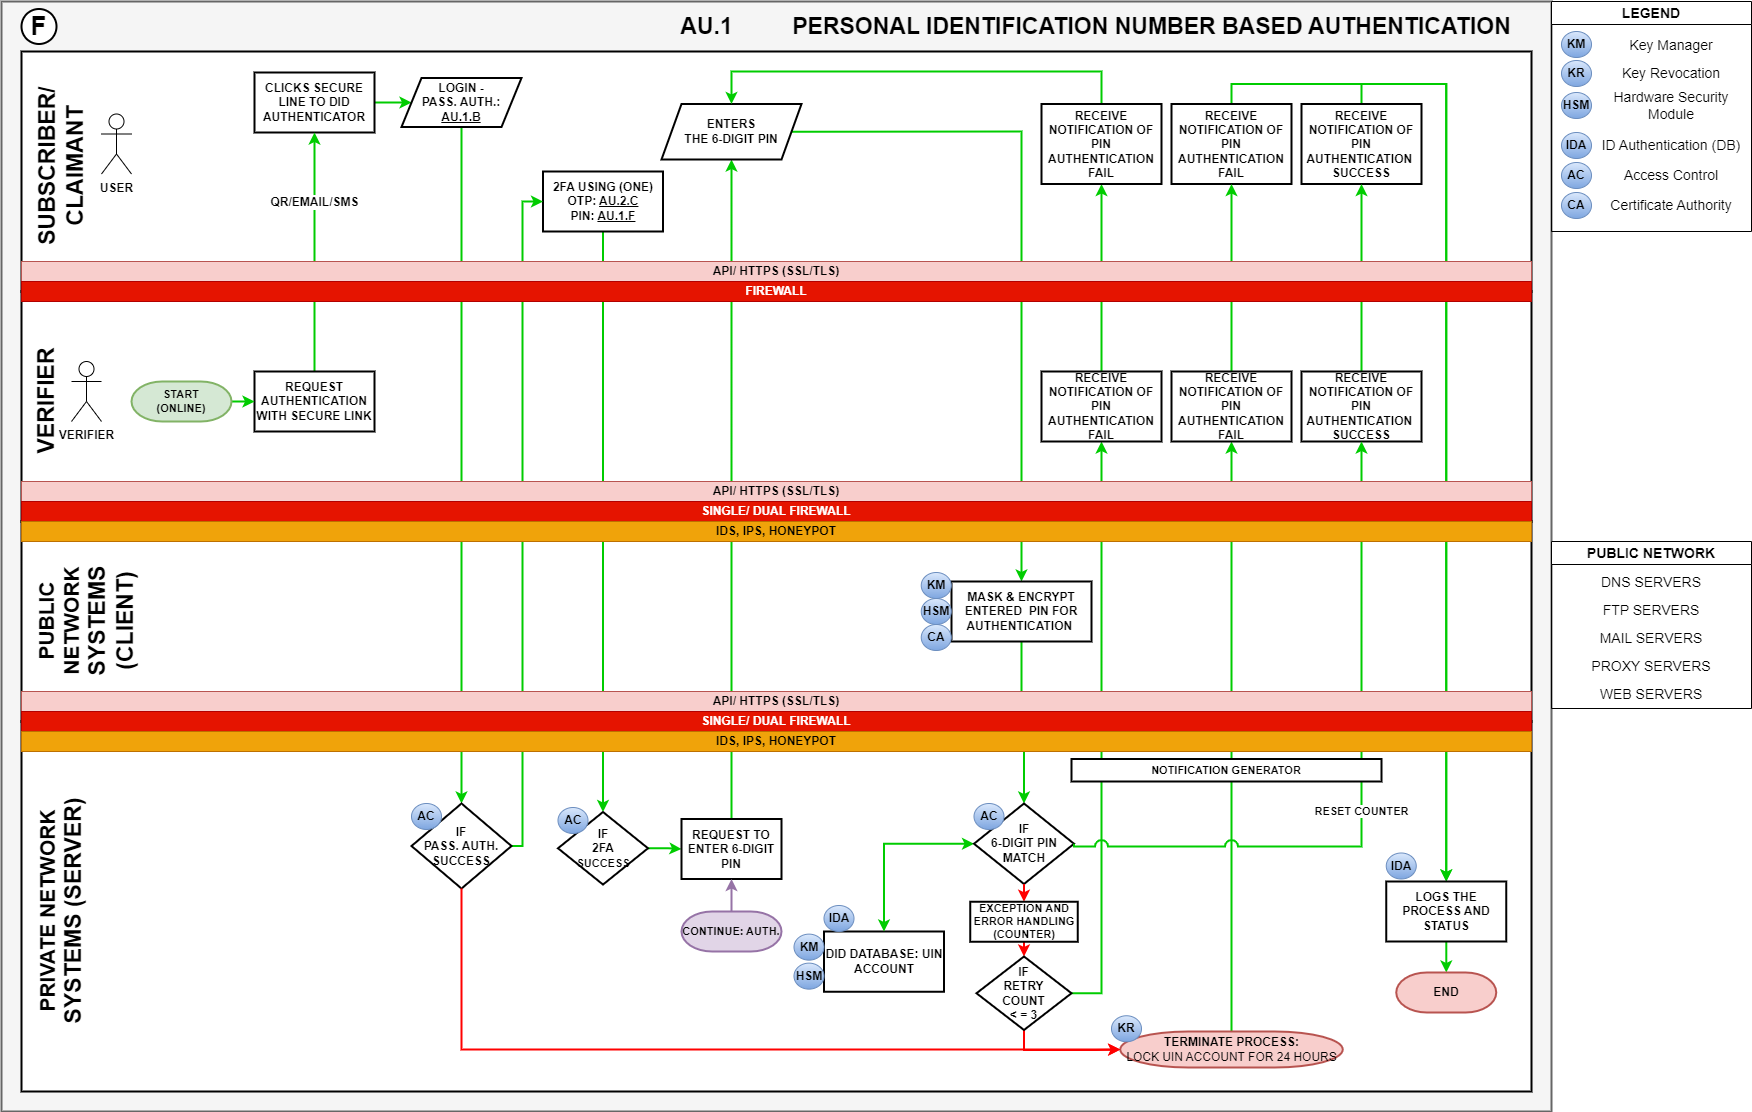 F
AU.1
PERSONAL IDENTIFICATION NUMBER BASED AUTHENTICATION
SUBSCRIBER/
CLAIMANT
USER
CLICKS SECURE
LINE TO DID
AUTHENTICATOR
LOGIN -
PASS. AUTH.:
AU.1.B
QR/EMAIL/SMS
2FA USING (ONE)
OTP: AU.2.C
PIN: AU.1.F
ENTERS
THE 6-DIGIT PIN
RECEIVE
NOTIFICATION OF
PIN
AUTHENTICATION
FAIL
RECEIVE
NOTIFICATION OF
PIN
AUTHENTICATION
FAIL
RECEIVE
NOTIFICATION OF
PIN
AUTHENTICATION
SUCCESS
API/ HTTPS (SSL/TLS)
FIREWALL
VERIFIER
VERIFIER
START
(ONLINE)
REQUEST
AUTHENTICATION
WITH SECURE LINK
RECEIVE
NOTIFICATION OF
PIN
AUTHENTICATION
FAIL
RECEIVE
NOTIFICATION OF
PIN
AUTHENTICATION
FAIL
RECEIVE
NOTIFICATION OF
PIN
AUTHENTICATION
SUCCESS
API/ HTTPS (SSL/TLS)
SINGLE/ DUAL FIREWALL
IDS, IPS, HONEYPOT
PUBLIC
NETWORK
SYSTEMS
(CLIENT)
KM
HSM
CA
MASK & ENCRYPT
ENTERED PIN FOR
AUTHENTICATION
API/ HTTPS (SSL/TLS)
SINGLE/ DUAL FIREWALL
IDS, IPS, HONEYPOT
PRIVATE NETWORK
SYSTEMS (SERVER)
AC
IF
PASS. AUTH.
SUCCESS
AC
IF
2FA
SUCCESS
REQUEST TO
ENTER 6-DIGIT
PIN
CONTINUE: AUTH.
IDA
KM
HSM
DID DATABASE: UIN
ACCOUNT
AC
IF
6-DIGIT PIN
MATCH
EXCEPTION AND
ERROR HANDLING
(COUNTER)
IF
RETRY
COUNT
< = 3
NOTIFICATION GENERATOR
RESET COUNTER
KR
TERMINATE PROCESS:
LOCK UIN ACCOUNT FOR 24 HOURS
IDA
LOGS THE
PROCESS AND
STATUS
END
LEGEND
KM Key Manager
KR Key Revocation
HSM Hardware Security
Module
IDA ID Authentication (DB)
AC Access Control
CA Certificate Authority
PUBLIC NETWORK
DNS SERVERS
FTP SERVERS
MAIL SERVERS
PROXY SERVERS
WEB SERVERS